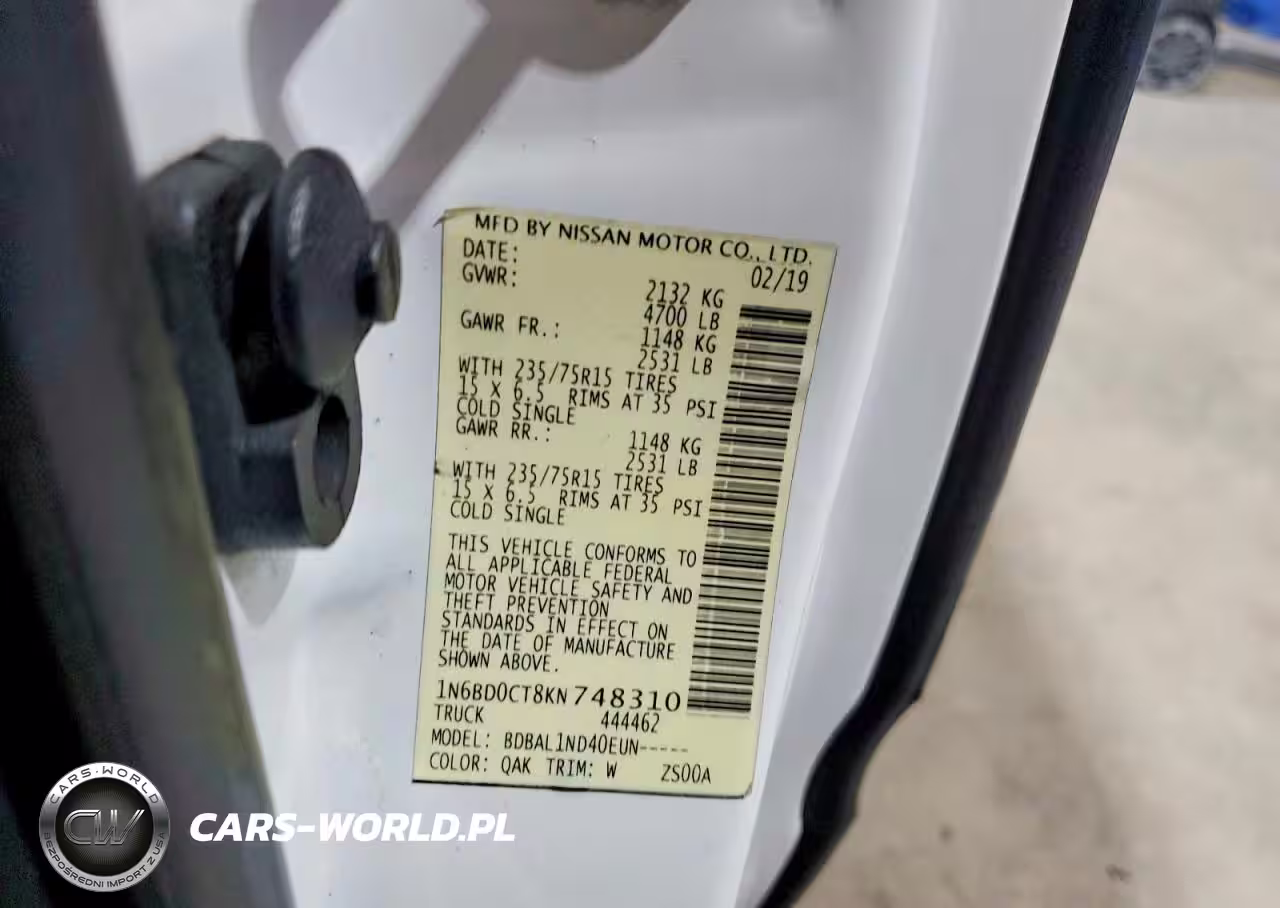 MFD BY NISSAN MOTOR CO., LTD.
DATE: 02/19
GVWR: 2132 KG
4700 LB
GAWR FR.: 1148 KG
2531 LB
WITH 235/75R15 TIRES
15 X 6.5 RIMS AT 35 PSI
COLD SINGLE
GAWR RR.: 1148 KG
2531 LB
WITH 235/75R15 TIRES
15 X 6.5 RIMS AT 35 PSI
COLD SINGLE
THIS VEHICLE CONFORMS TO
ALL APPLICABLE FEDERAL
MOTOR VEHICLE SAFETY AND
THEFT PREVENTION
STANDARDS IN EFFECT ON
THE DATE OF MANUFACTURE
SHOWN ABOVE.
1N6BD0CT8KN748310
TRUCK 444462
MODEL: BDBAL1ND40EUN-----
COLOR: QAK TRIM: W ZS00A
CARS-WORLD
CW
BEZPOŚREDNI IMPORT Z USA
CARS-WORLD.PL